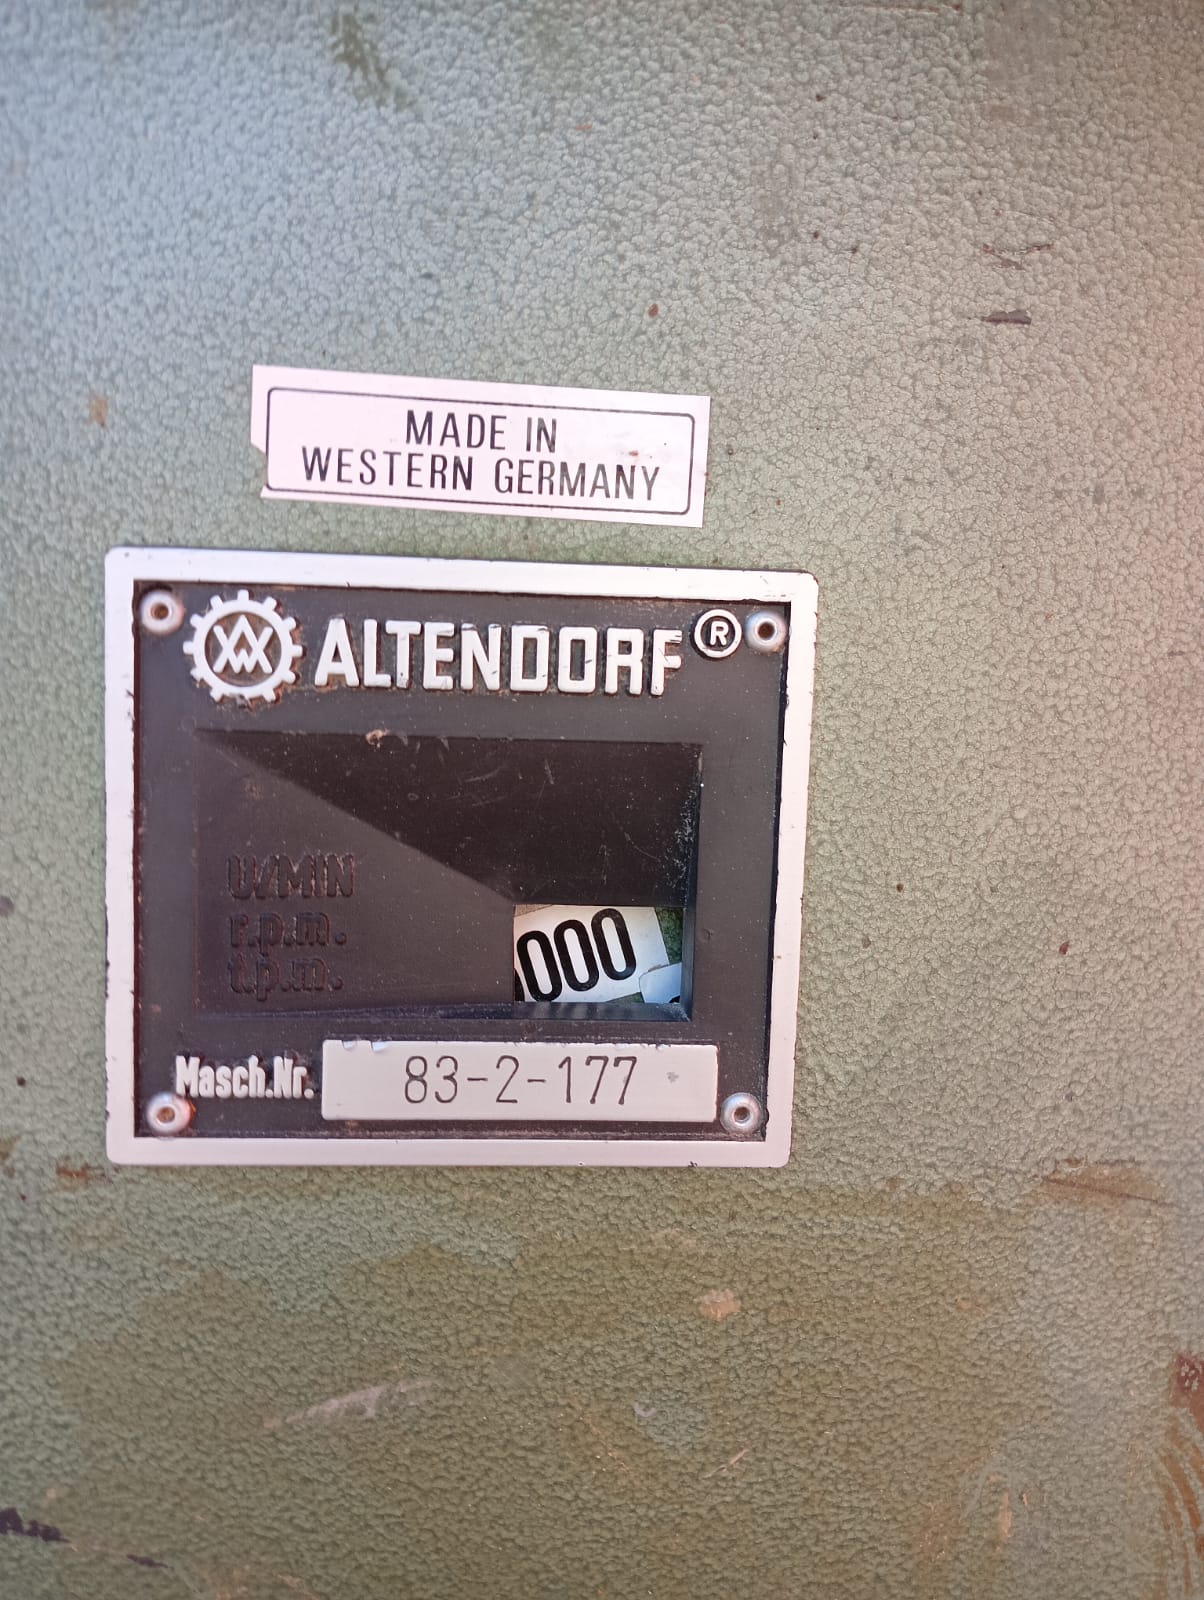 MADE IN
WESTERN GERMANY
ALTENDORF®
U/MIN
r.p.m.
t.p.m.
000
Masch.Nr. 83-2-177